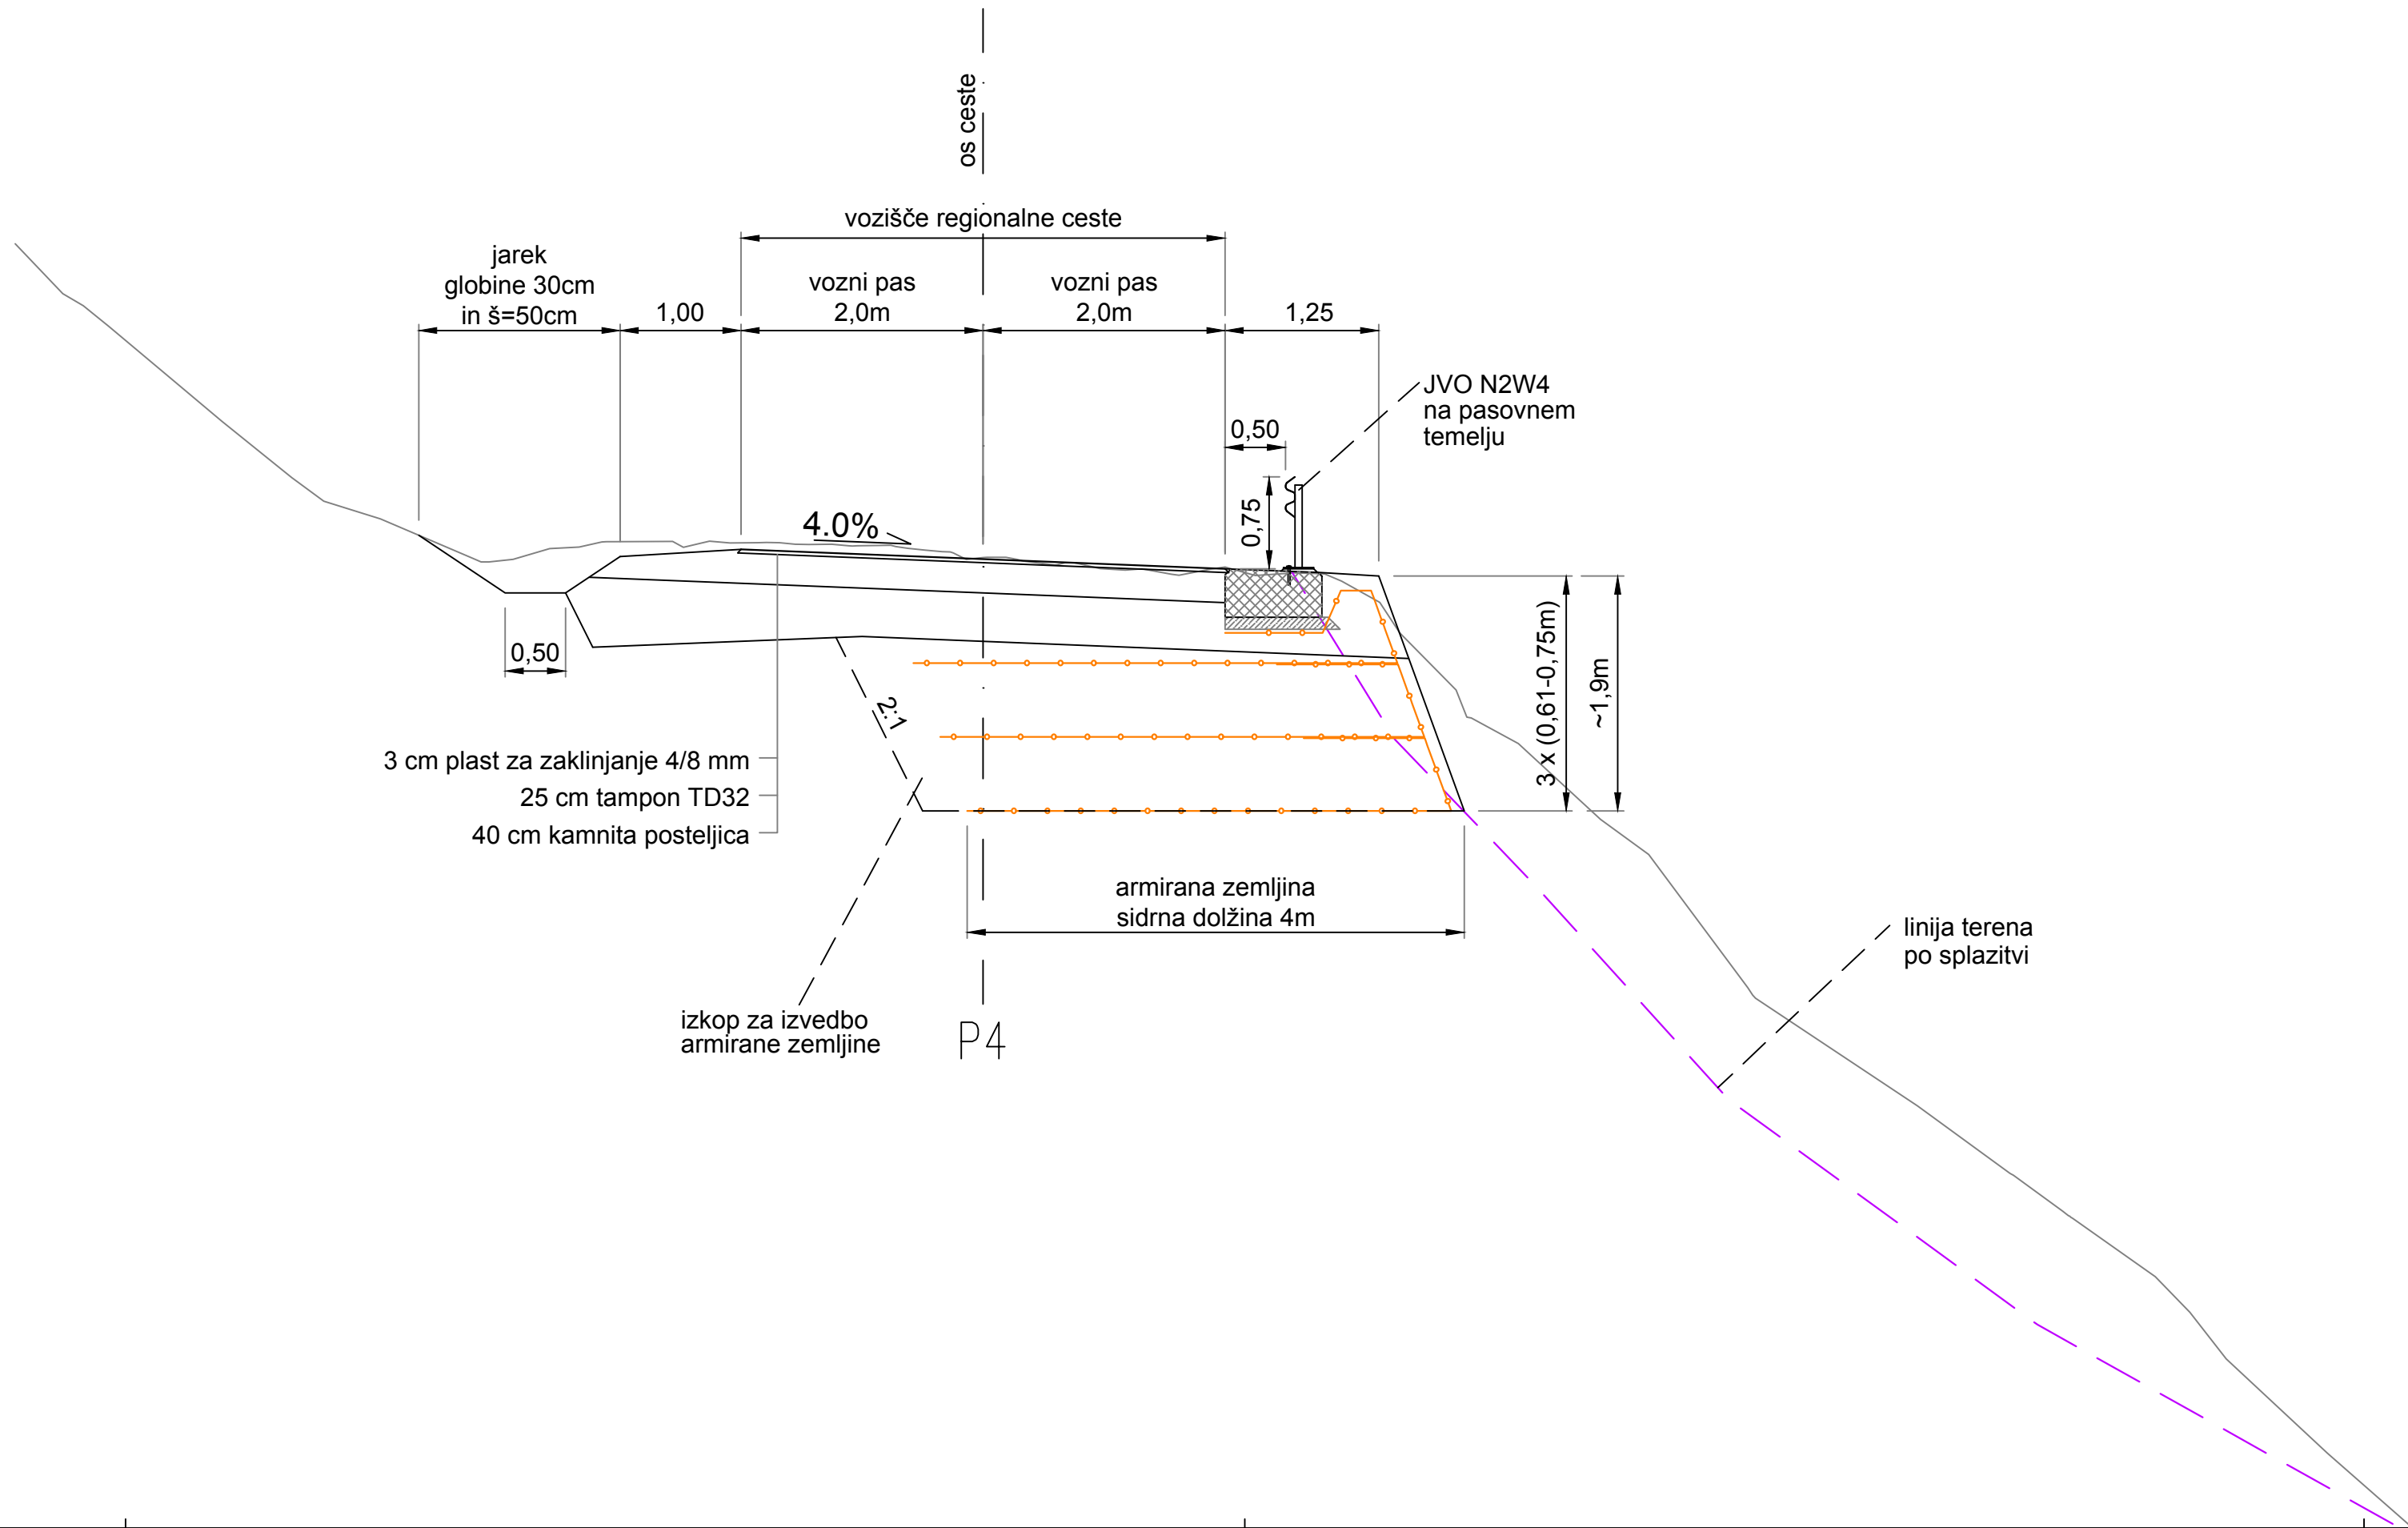 os ceste
vozišče regionalne ceste
jarek
globine 30cm
in š=50cm
1,00
vozni pas
2,0m
vozni pas
2,0m
1,25
JVO N2W4
na pasovnem
temelju
0,50
0,75
4.0%
0,50
2:1
3 x (0,61-0,75m)
~1,9m
3 cm plast za zaklinjanje 4/8 mm
25 cm tampon TD32
40 cm kamnita posteljica
armirana zemljina
sidrna dolžina 4m
linija terena
po splazitvi
izkop za izvedbo
armirane zemljine
P4